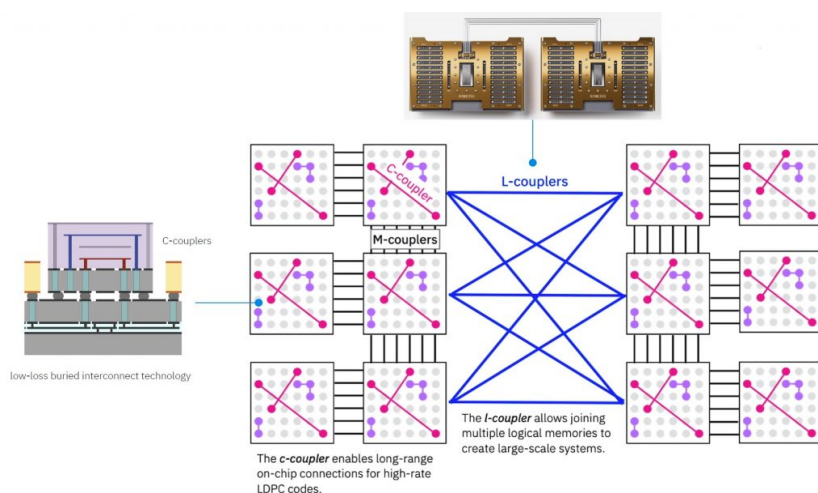 L-couplers
C-coupler
C-couplers
M-couplers
low-loss buried interconnect technology
The c-coupler enables long-range
on-chip connections for high-rate
LDPC codes.
The l-coupler allows joining
multiple logical memories to
create large-scale systems.